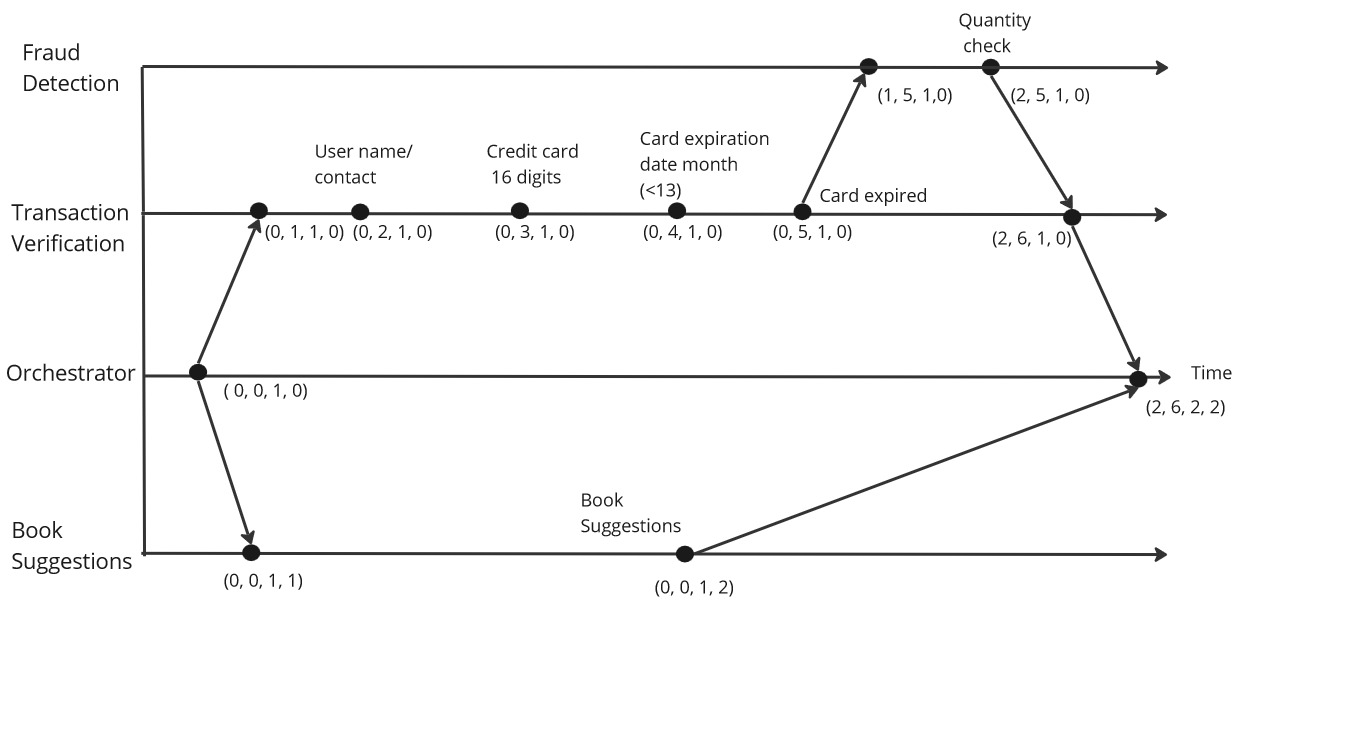 Quantity
check
Fraud
Detection
(1, 5, 1,0)
(2, 5, 1, 0)
User name/
contact
Credit card
16 digits
Card expiration
date month
(<13)
Card expired
Transaction
Verification
(0, 1, 1, 0)
(0, 2, 1, 0)
(0, 3, 1, 0)
(0, 4, 1, 0)
(0, 5, 1, 0)
(2, 6, 1, 0)
Orchestrator
( 0, 0, 1, 0)
Time
(2, 6, 2, 2)
Book
Suggestions
Book
Suggestions
(0, 0, 1, 1)
(0, 0, 1, 2)